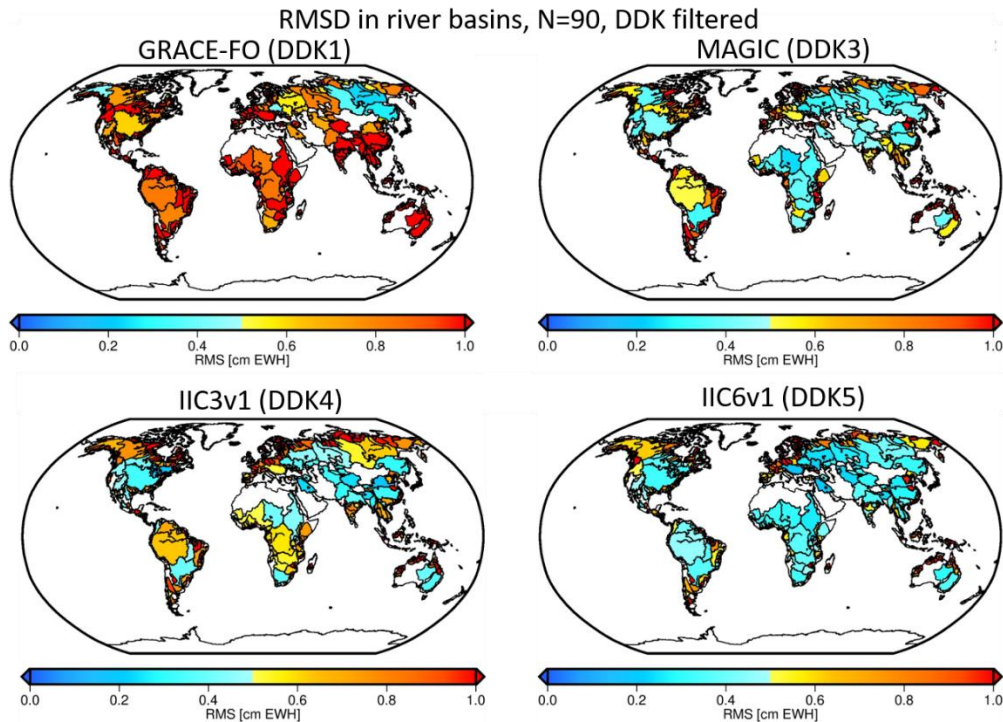 RMSD in river basins, N=90, DDK filtered
GRACE-FO (DDK1)
MAGIC (DDK3)
0.0 0.2 0.4 0.6 0.8 1.0
RMS [cm EWH]
0.0 0.2 0.4 0.6 0.8 1.0
RMS [cm EWH]
IIC3v1 (DDK4)
IIC6v1 (DDK5)
0.0 0.2 0.4 0.6 0.8 1.0
RMS [cm EWH]
0.0 0.2 0.4 0.6 0.8 1.0
RMS [cm EWH]